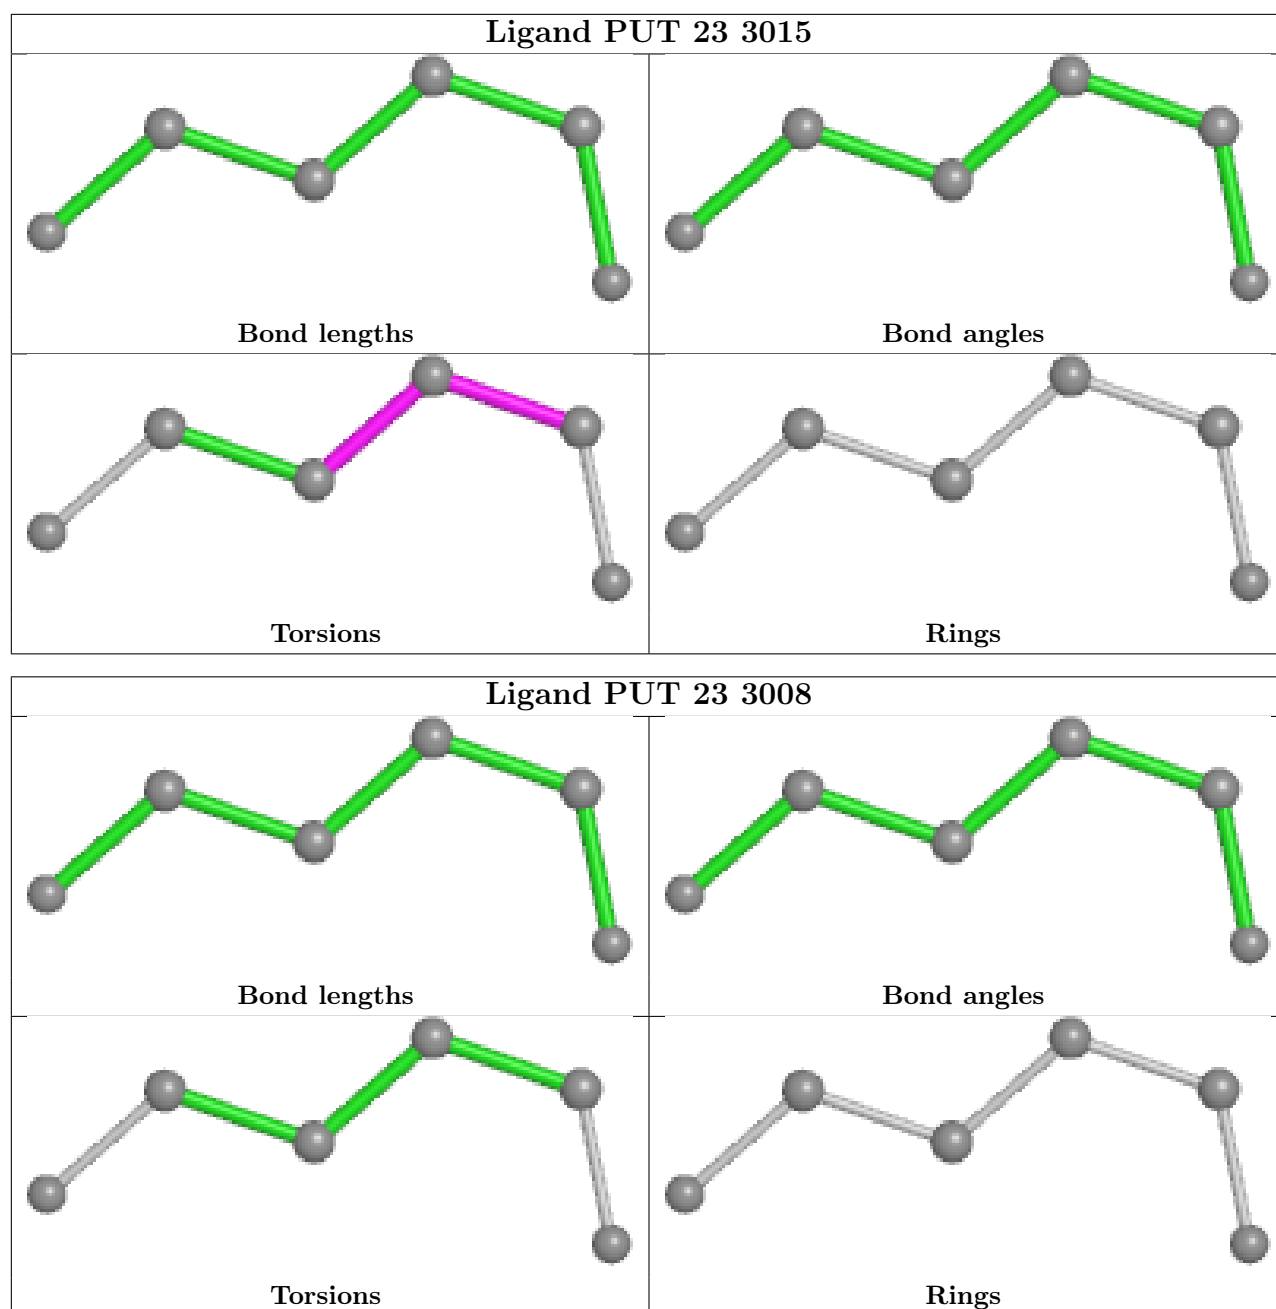 Ligand PUT 23 3015
Bond lengths
Bond angles
Torsions
Rings
Ligand PUT 23 3008
Bond lengths
Bond angles
Torsions
Rings